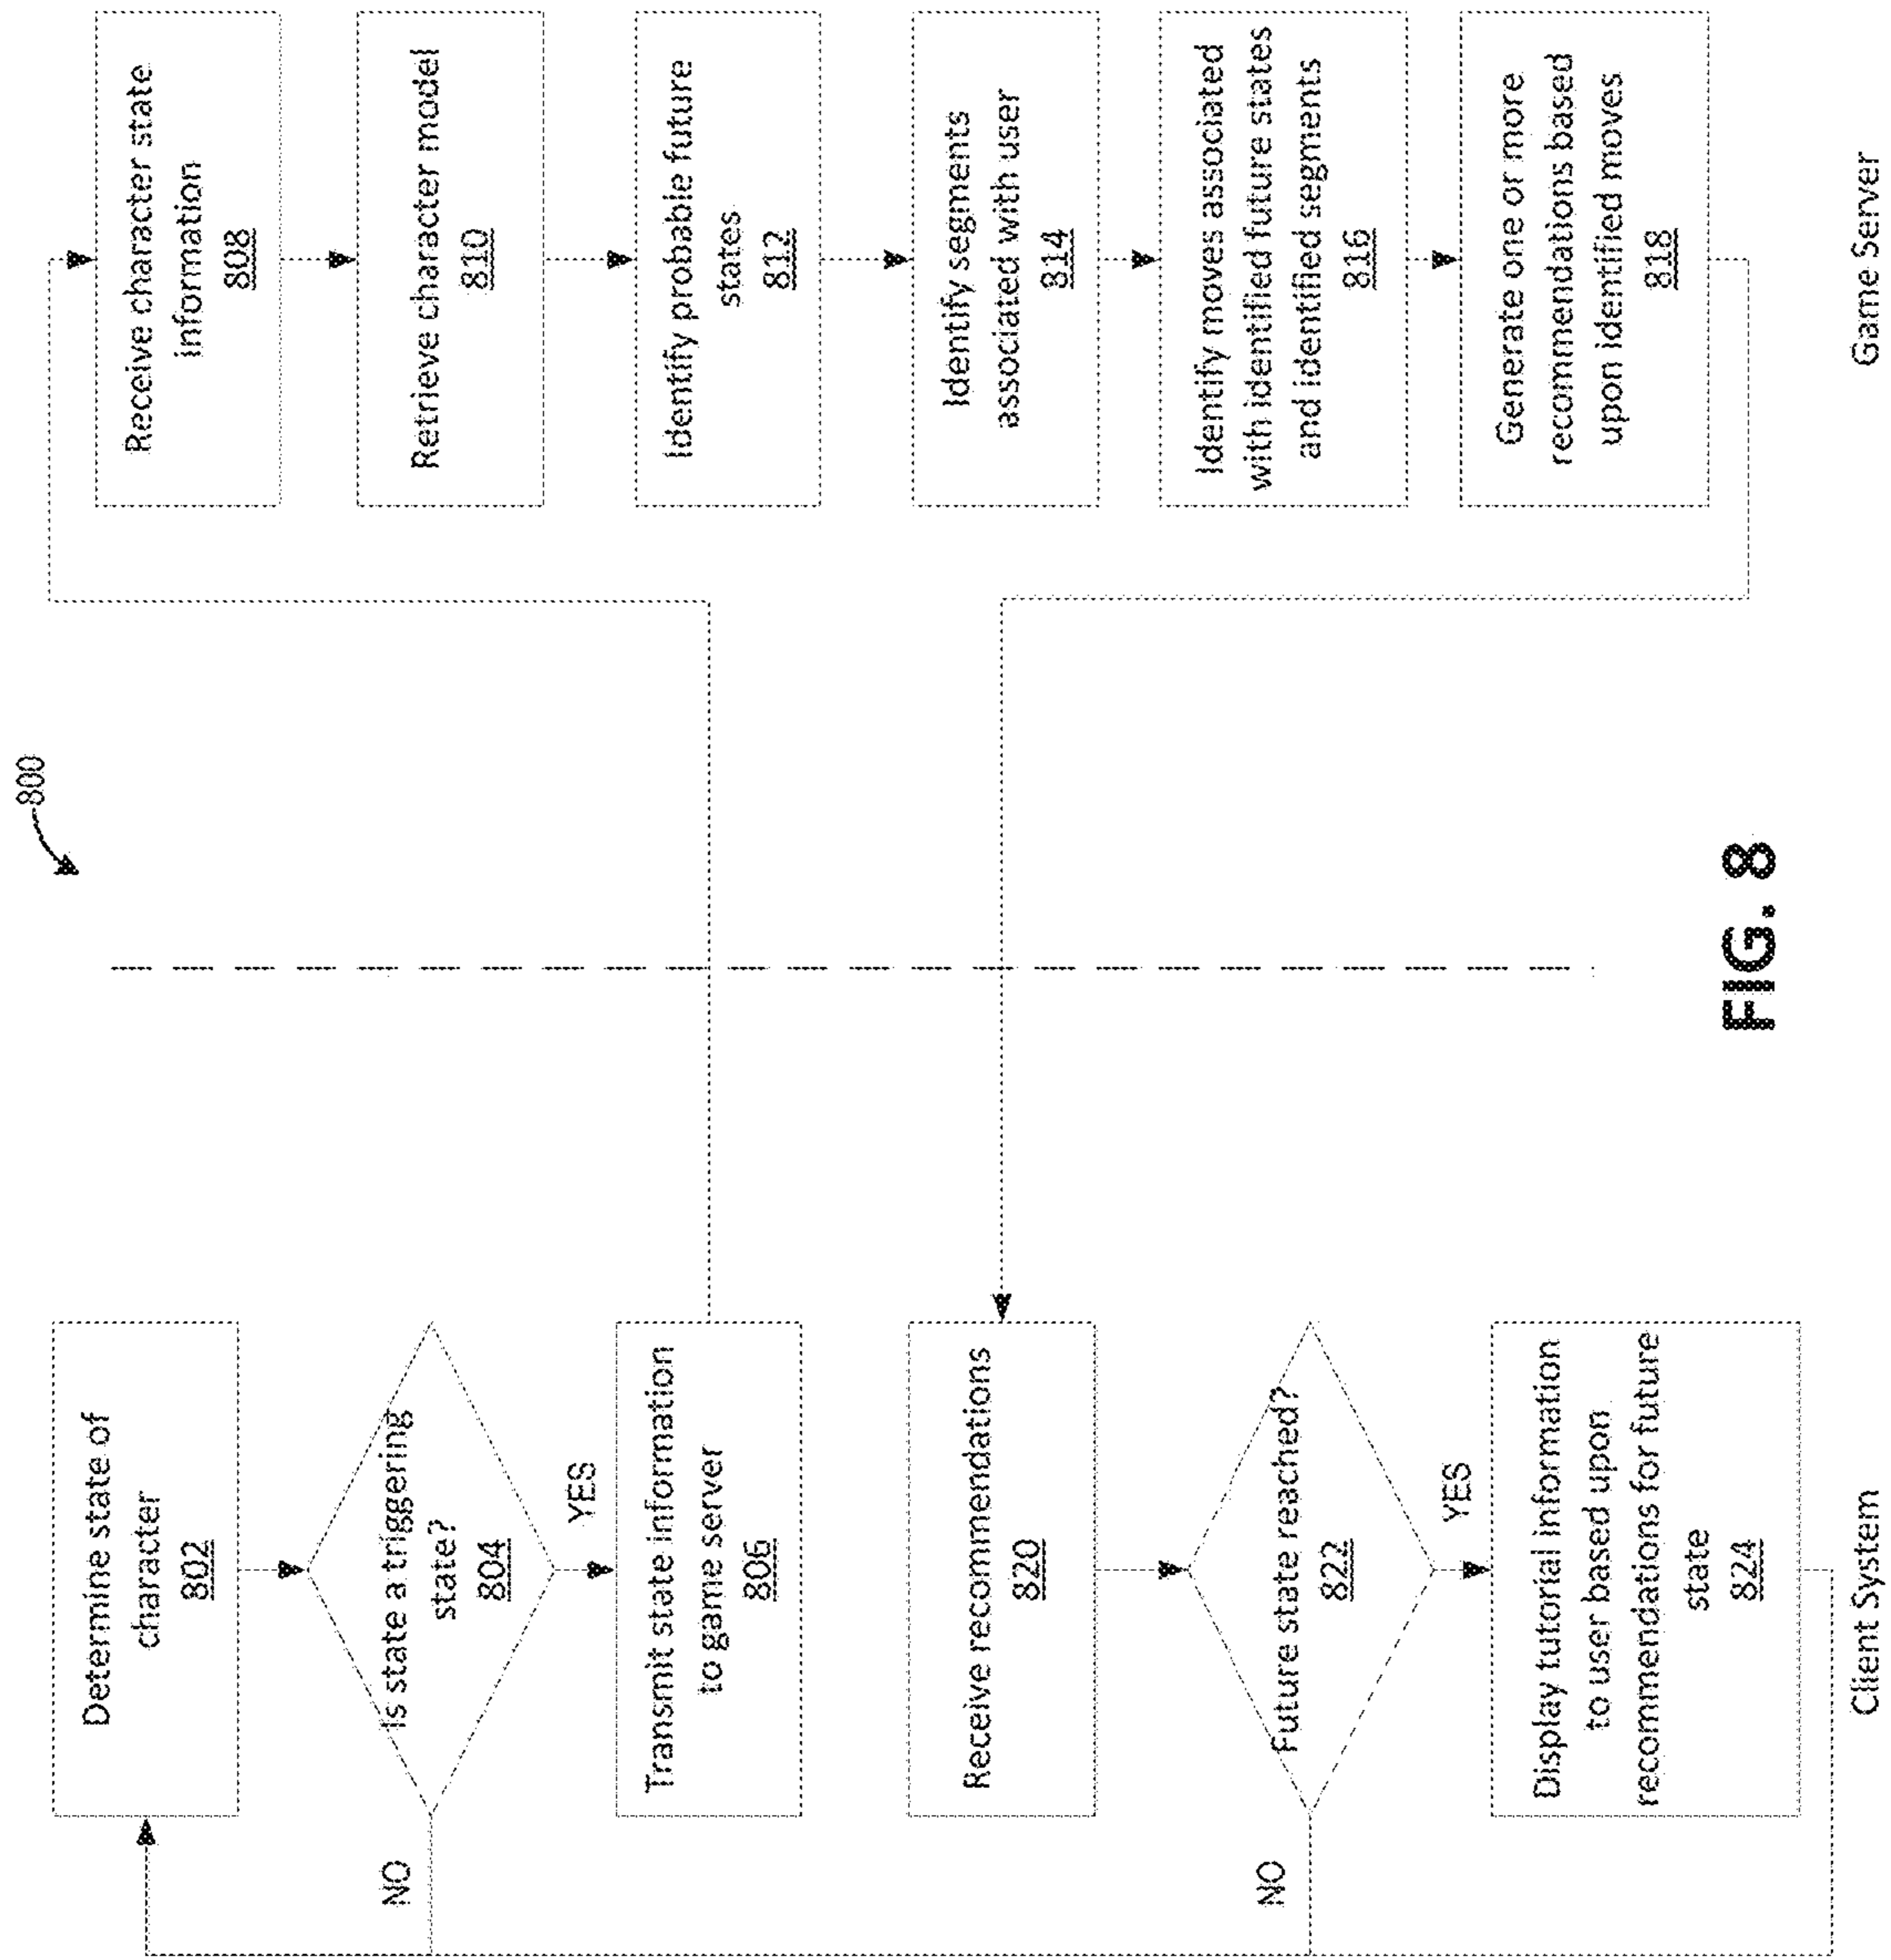 800
Determine state of
character
802
Is state a triggering
state?
804
NO
YES
Transmit state information
to game server
806
Receive character state
information
808
Retrieve character model
810
Identify probable future
states
812
Identify segments
associated with user
814
Identify moves associated
with identified future states
and identified segments
816
Generate one or more
recommendations based
upon identified moves
818
Receive recommendations
820
Future state reached?
822
NO
YES
Display tutorial information
to user based upon
recommendations for future
state
824
Client System
Game Server
FIG. 8